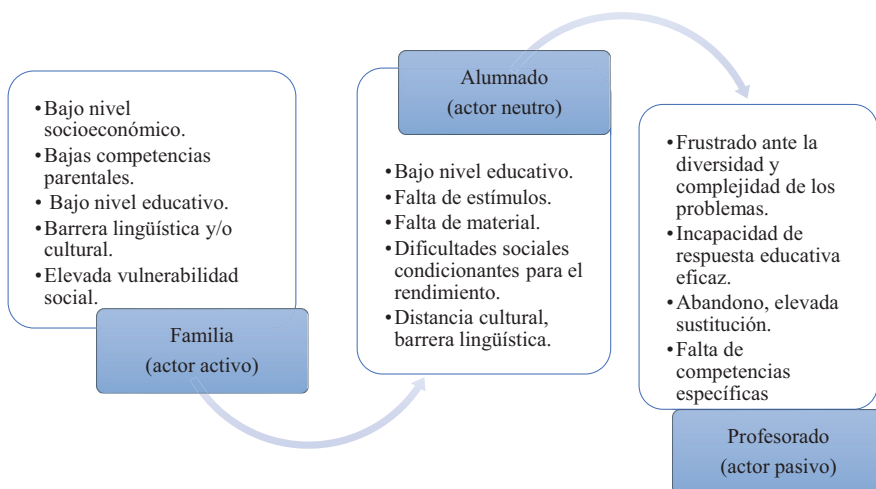 •Bajo nivel
socioeconómico.
•Bajas competencias
parentales.
• Bajo nivel educativo.
•Barrera lingüística y/o
cultural.
•Elevada vulnerabilidad
social.
Familia
(actor activo)
Alumnado
(actor neutro)
•Bajo nivel educativo.
•Falta de estímulos.
•Falta de material.
•Dificultades sociales
condicionantes para el
rendimiento.
•Distancia cultural,
barrera lingüística.
•Frustrado ante la
diversidad y
complejidad de los
problemas.
•Incapacidad de
respuesta educativa
eficaz.
•Abandono, elevada
sustitución.
•Falta de
competencias
específicas
Profesorado
(actor pasivo)